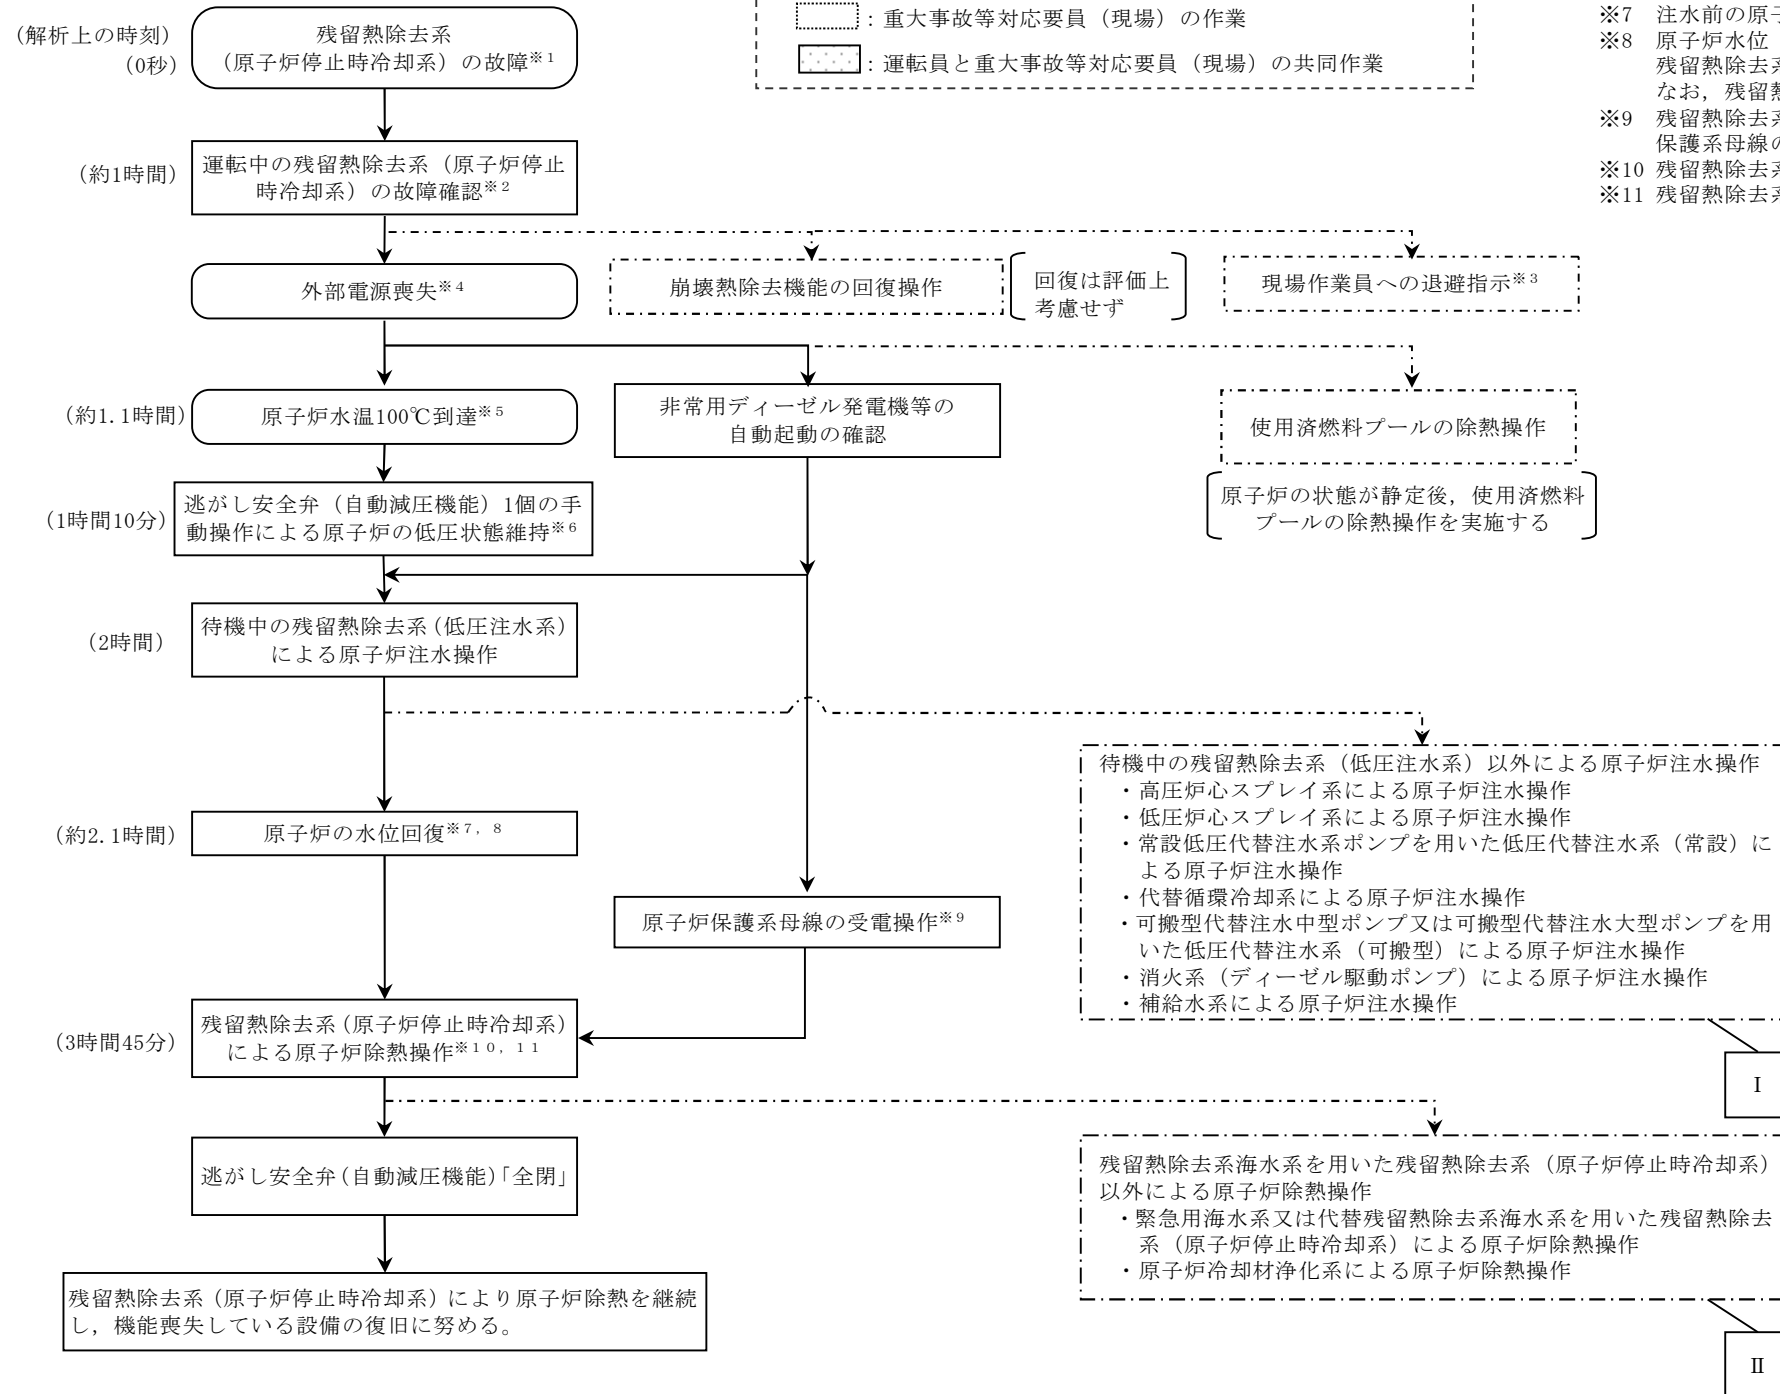 (解析上の時刻)
(0秒)
残留熱除去系
(原子炉停止時冷却系)の故障※1
:重大事故等対応要員(現場)の作業
:運転員と重大事故等対応要員(現場)の共同作業
※7 注水前の原
※8 原子炉水位
残留熱除去系
なお,残留熱
※9 残留熱除去系
保護系母線の
※10 残留熱除去系
※11 残留熱除去系
(約1時間)
運転中の残留熱除去系(原子炉停止
時冷却系)の故障確認※2
外部電源喪失※4
崩壊熱除去機能の回復操作
回復は評価上
考慮せず
現場作業員への退避指示※3
(約1.1時間)
原子炉水温100℃到達※5
非常用ディーゼル発電機等の
自動起動の確認
使用済燃料プールの除熱操作
原子炉の状態が静定後,使用済燃料
プールの除熱操作を実施する
(1時間10分)
逃がし安全弁(自動減圧機能)1個の手
動操作による原子炉の低圧状態維持※6
(2時間)
待機中の残留熱除去系(低圧注水系)
による原子炉注水操作
待機中の残留熱除去系(低圧注水系)以外による原子炉注水操作
・高圧炉心スプレイ系による原子炉注水操作
・低圧炉心スプレイ系による原子炉注水操作
・常設低圧代替注水系ポンプを用いた低圧代替注水系(常設)に
よる原子炉注水操作
・代替循環冷却系による原子炉注水操作
・可搬型代替注水中型ポンプ又は可搬型代替注水大型ポンプを用
いた低圧代替注水系(可搬型)による原子炉注水操作
・消火系(ディーゼル駆動ポンプ)による原子炉注水操作
・補給水系による原子炉注水操作
(約2.1時間)
原子炉の水位回復※7,8
原子炉保護系母線の受電操作※9
(3時間45分)
残留熱除去系(原子炉停止時冷却系)
による原子炉除熱操作※10,11
Ⅰ
逃がし安全弁(自動減圧機能)「全閉」
残留熱除去系海水系を用いた残留熱除去系(原子炉停止時冷却系)
以外による原子炉除熱操作
・緊急用海水系又は代替残留熱除去系海水系を用いた残留熱除去
系(原子炉停止時冷却系)による原子炉除熱操作
・原子炉冷却材浄化系による原子炉除熱操作
残留熱除去系(原子炉停止時冷却系)により原子炉除熱を継続
し,機能喪失している設備の復旧に努める。
Ⅱ